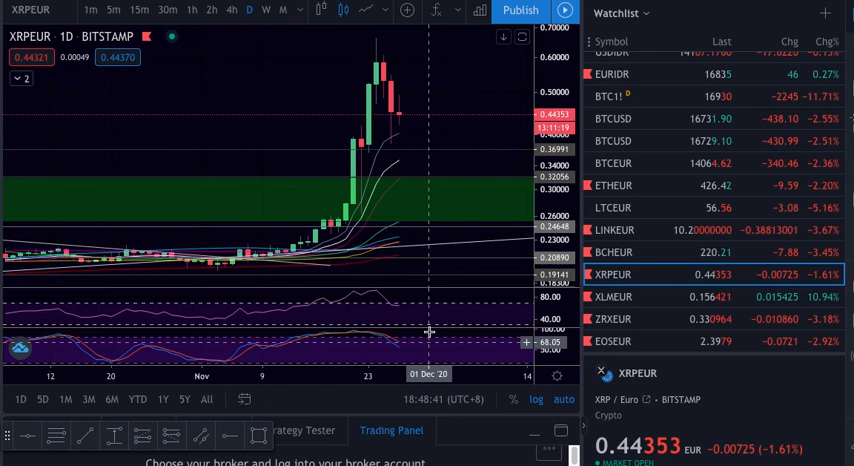 XRPEUR 1m 5m 15m 30m 1h 2h 4h D W M Publish
XRPEUR · 1D · BITSTAMP
0.44321 0.00049 0.44370
2
0.70000
0.60000
0.50000
0.44353
13:11:19
0.40000
0.36991
0.34000
0.32056
0.30000
0.26000
0.24648
0.23000
0.20890
0.19141
0.18300
80.00
40.00
100.00
68.05
50.00
12 20 Nov 9 23 01 Dec '20 14
1D 5D 1M 3M 6M YTD 1Y 5Y All 18:48:41 (UTC+8) % log auto
rategy Tester Trading Panel
Choose your broker and log into your broker account
Watchlist
Symbol Last Chg Chg%
EURIDR 16835 46 0.27%
BTC1! D 16930 -2245 -11.71%
BTCUSD 16731.90 -438.10 -2.55%
BTCUSD 16729.10 -430.99 -2.51%
BTCEUR 14064.62 -340.46 -2.36%
ETHEUR 426.42 -9.59 -2.20%
LTCEUR 56.56 -3.08 -5.16%
LINKEUR 10.20000000 -0.38813001 -3.67%
BCHEUR 220.21 -7.88 -3.45%
XRPEUR 0.44353 -0.00725 -1.61%
XLMEUR 0.156421 0.015425 10.94%
ZRXEUR 0.330964 -0.010860 -3.18%
EOSEUR 2.3979 -0.0721 -2.92%
XRPEUR
XRP / Euro • BITSTAMP
Crypto
0.44353 EUR -0.00725 (-1.61%)
• MARKET OPEN